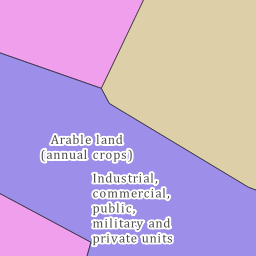 Arable land
(annual crops)
Industrial,
commercial,
public,
military and
private units